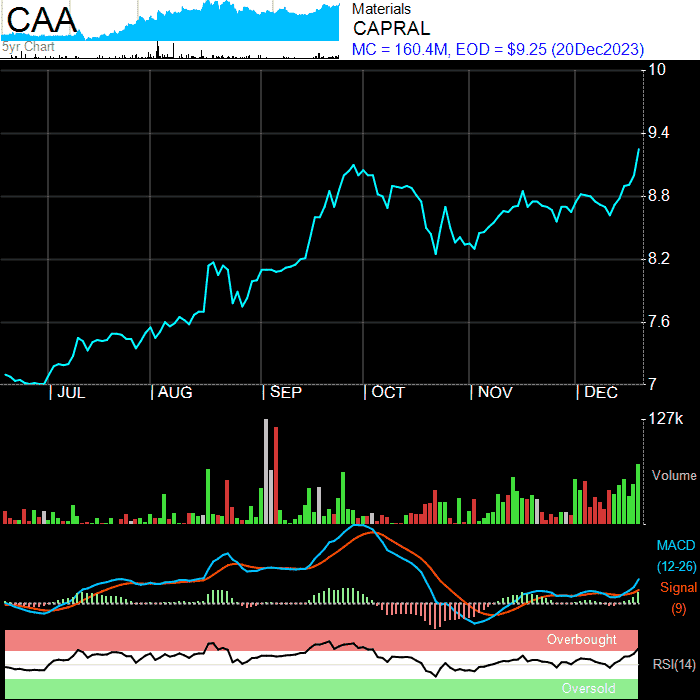 CAA
5yr Chart
Materials
CAPRAL
MC = 160.4M, EOD = $9.25 (20Dec2023)
10
9.4
8.8
8.2
7.6
7
JUL AUG SEP OCT NOV DEC
127k
Volume
MACD
(12-26)
Signal
(9)
Overbought
RSI(14)
Oversold